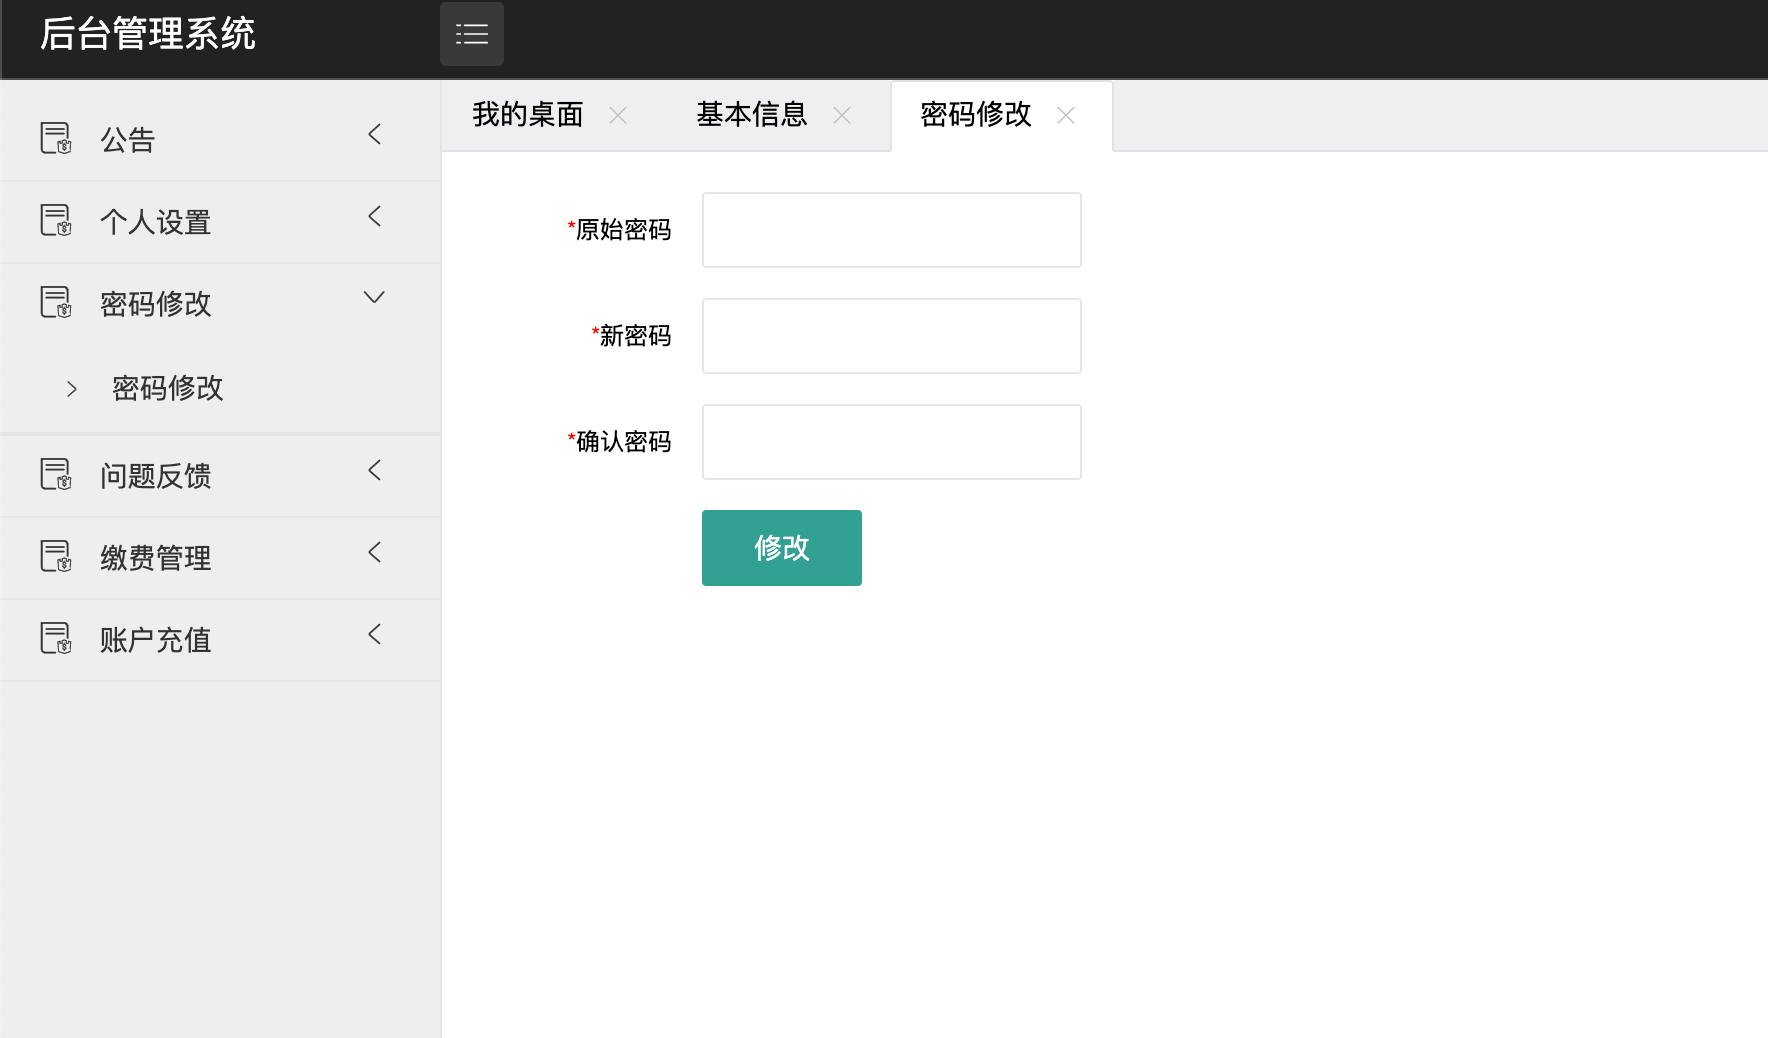 后台管理系统
公告
个人设置
密码修改
密码修改
问题反馈
缴费管理
账户充值
我的桌面 基本信息 密码修改
*原始密码
*新密码
*确认密码
修改